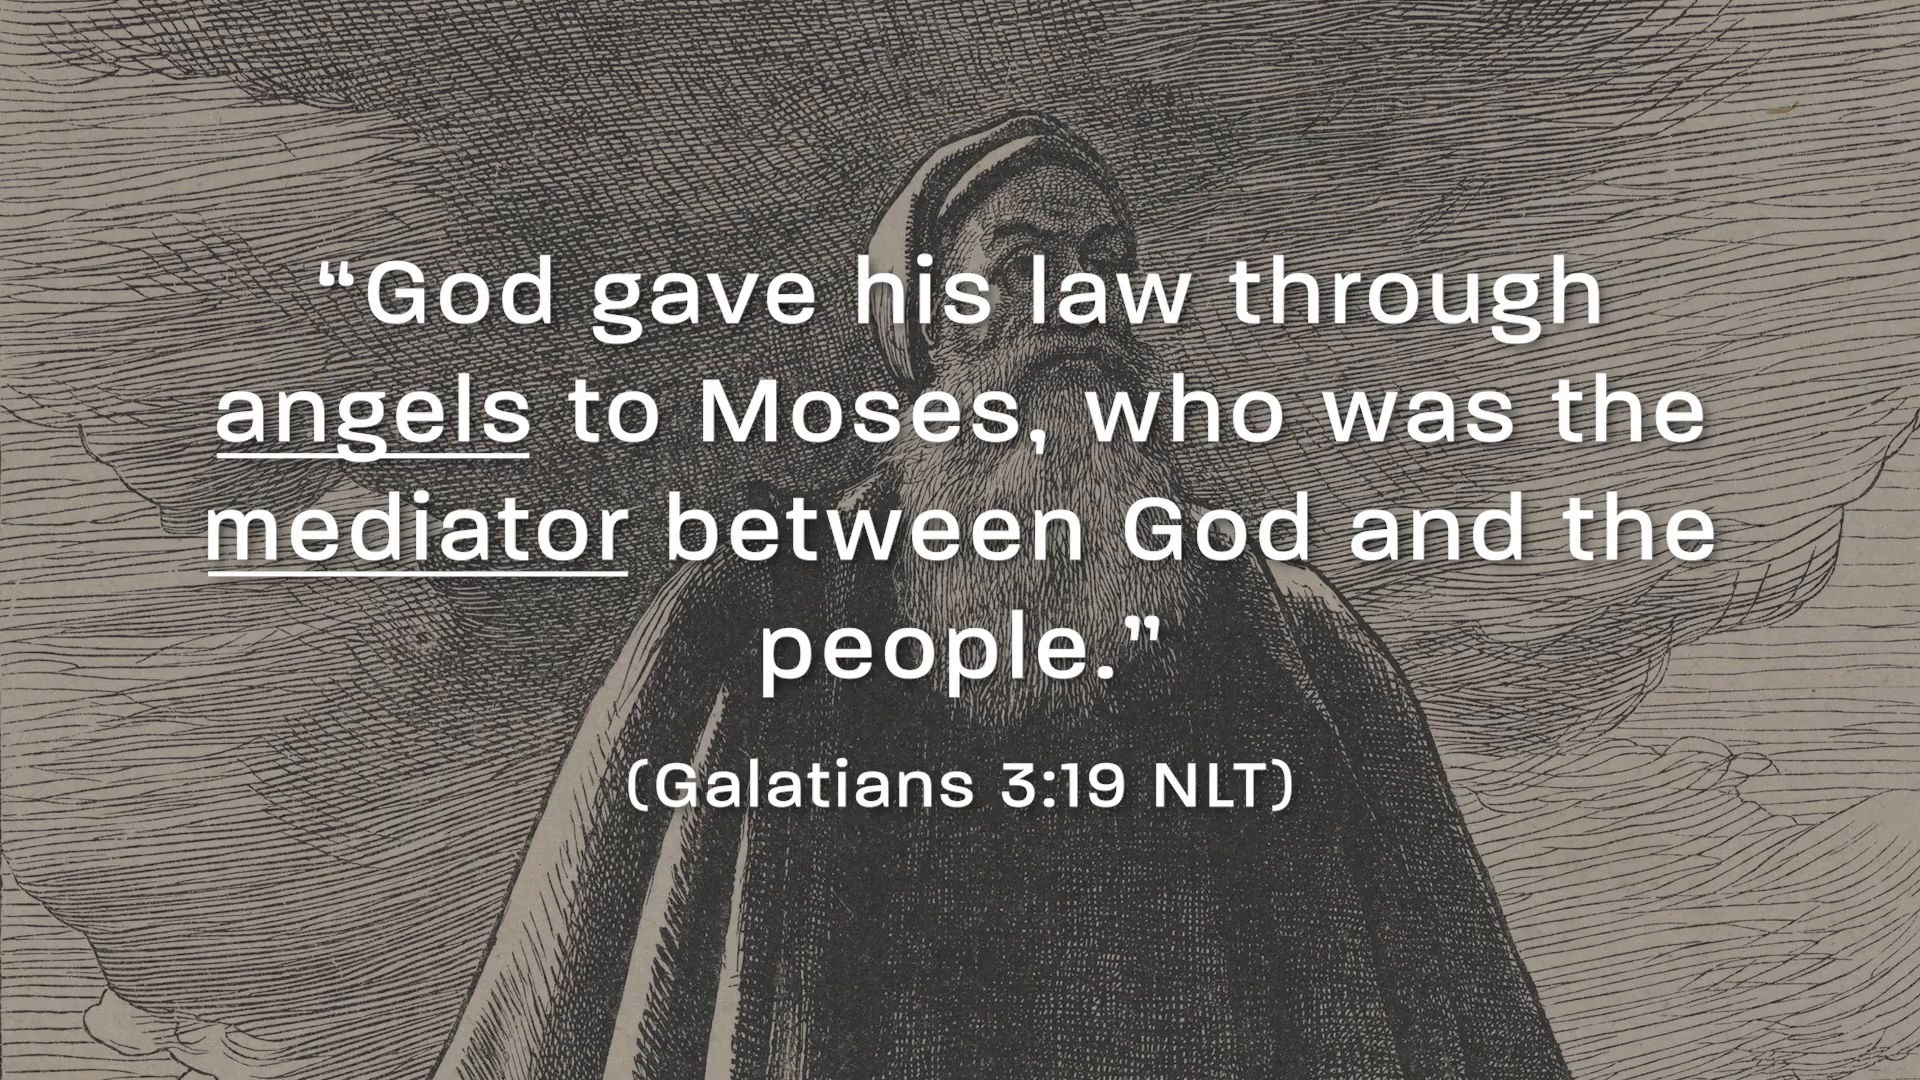 “God gave his law through
angels to Moses, who was the
mediator between God and the
people.”
(Galatians 3:19 NLT)